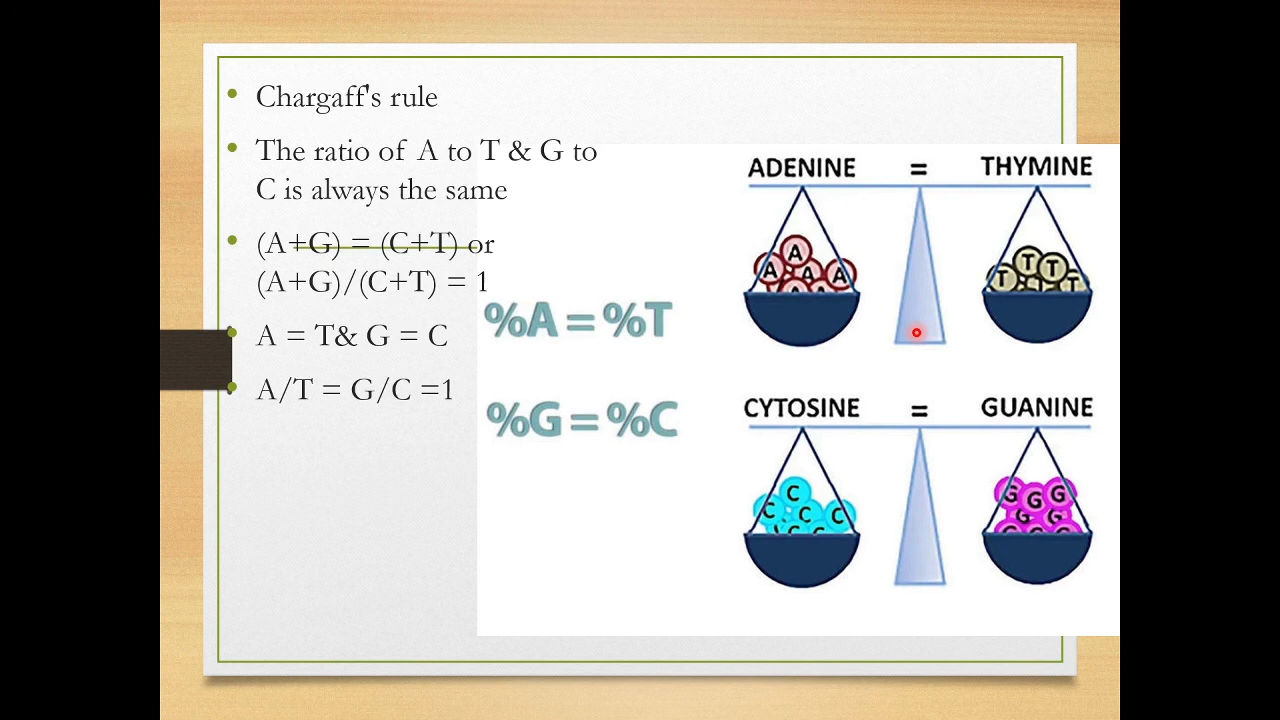 • Chargaff's rule
• The ratio of A to T & G to
C is always the same
• (A+G) = (C+T) or
(A+G)/(C+T) = 1
• A = T& G = C
• A/T = G/C =1
%A = %T
%G = %C
ADENINE = THYMINE
A A A A A A
T T T T T T
CYTOSINE = GUANINE
C C C C C
G G G G G G G G